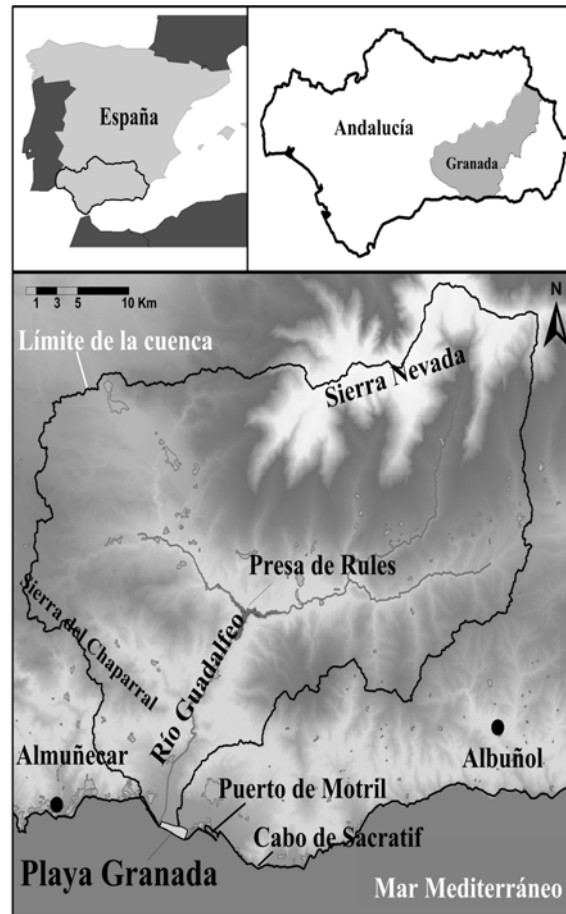 España
Andalucía
Granada
1 3 5 10 Km
N
Límite de la cuenca
Sierra Nevada
Presa de Rules
Sierra del Chaparral
Río Guadalfeo
Almuñecar
Albuñol
Puerto de Motril
Cabo de Sacratif
Playa Granada
Mar Mediterráneo